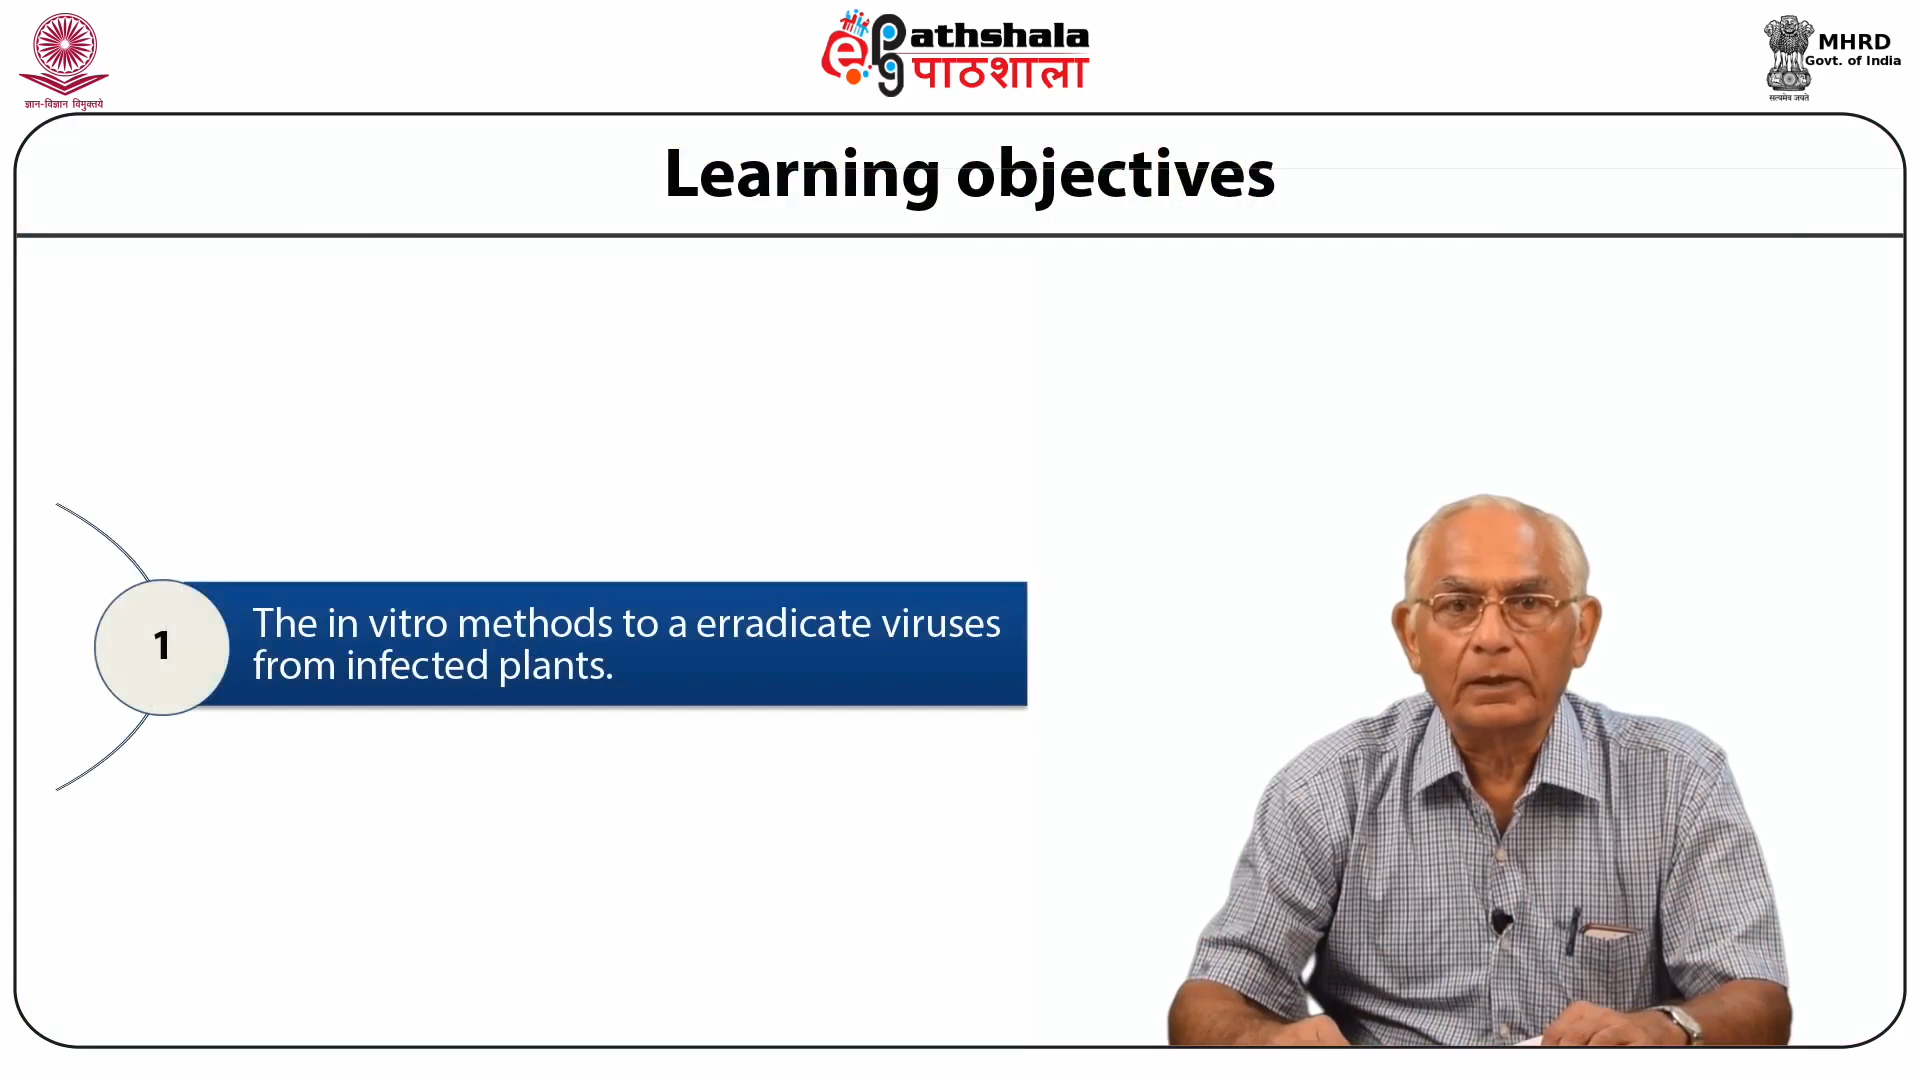 ज्ञान-विज्ञान विमुक्तये
ePathshala
पाठशाला
MHRD
Govt. of India
सत्यमेव जयते
Learning objectives
1
The in vitro methods to a erradicate viruses
from infected plants.